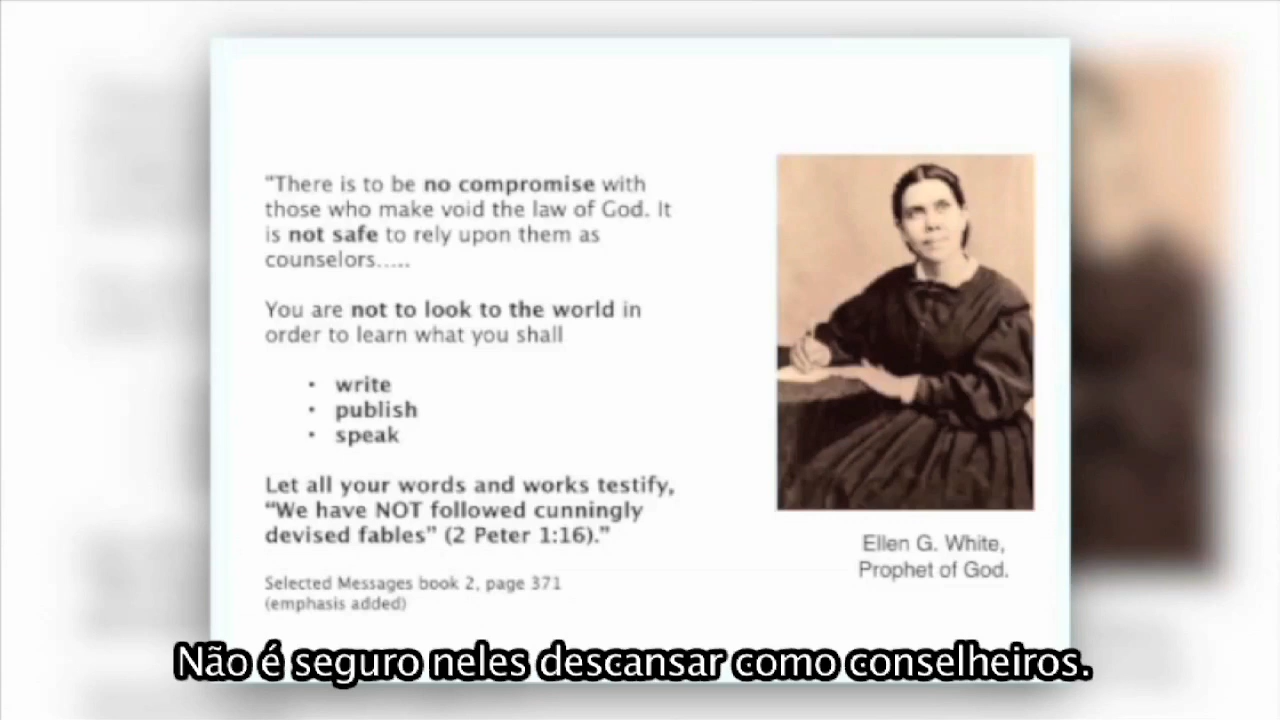 "There is to be no compromise with
those who make void the law of God. It
is not safe to rely upon them as
counselors.....
You are not to look to the world in
order to learn what you shall
• write
• publish
• speak
Let all your words and works testify,
“We have NOT followed cunningly
devised fables” (2 Peter 1:16).”
Selected Messages book 2, page 371
(emphasis added)
Ellen G. White,
Prophet of God.
Não é seguro neles descansar como conselheiros.